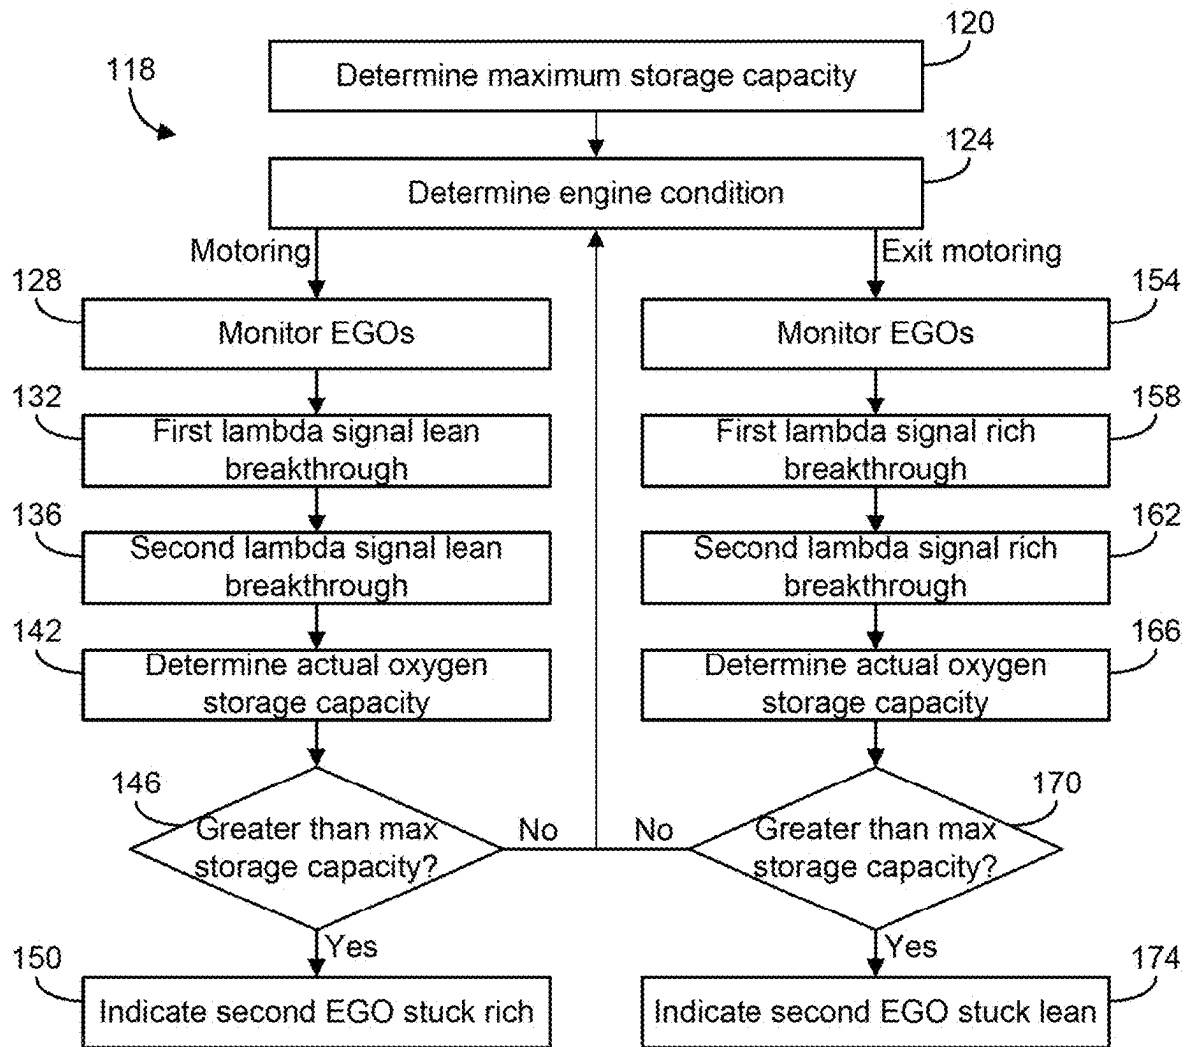 120
Determine maximum storage capacity
118
124
Determine engine condition
Motoring
Exit motoring
128
Monitor EGOs
154
Monitor EGOs
132
First lambda signal lean
breakthrough
158
First lambda signal rich
breakthrough
136
Second lambda signal lean
breakthrough
162
Second lambda signal rich
breakthrough
142
Determine actual oxygen
storage capacity
166
Determine actual oxygen
storage capacity
146
Greater than max
storage capacity?
No
No
170
Greater than max
storage capacity?
Yes
Yes
150
Indicate second EGO stuck rich
174
Indicate second EGO stuck lean